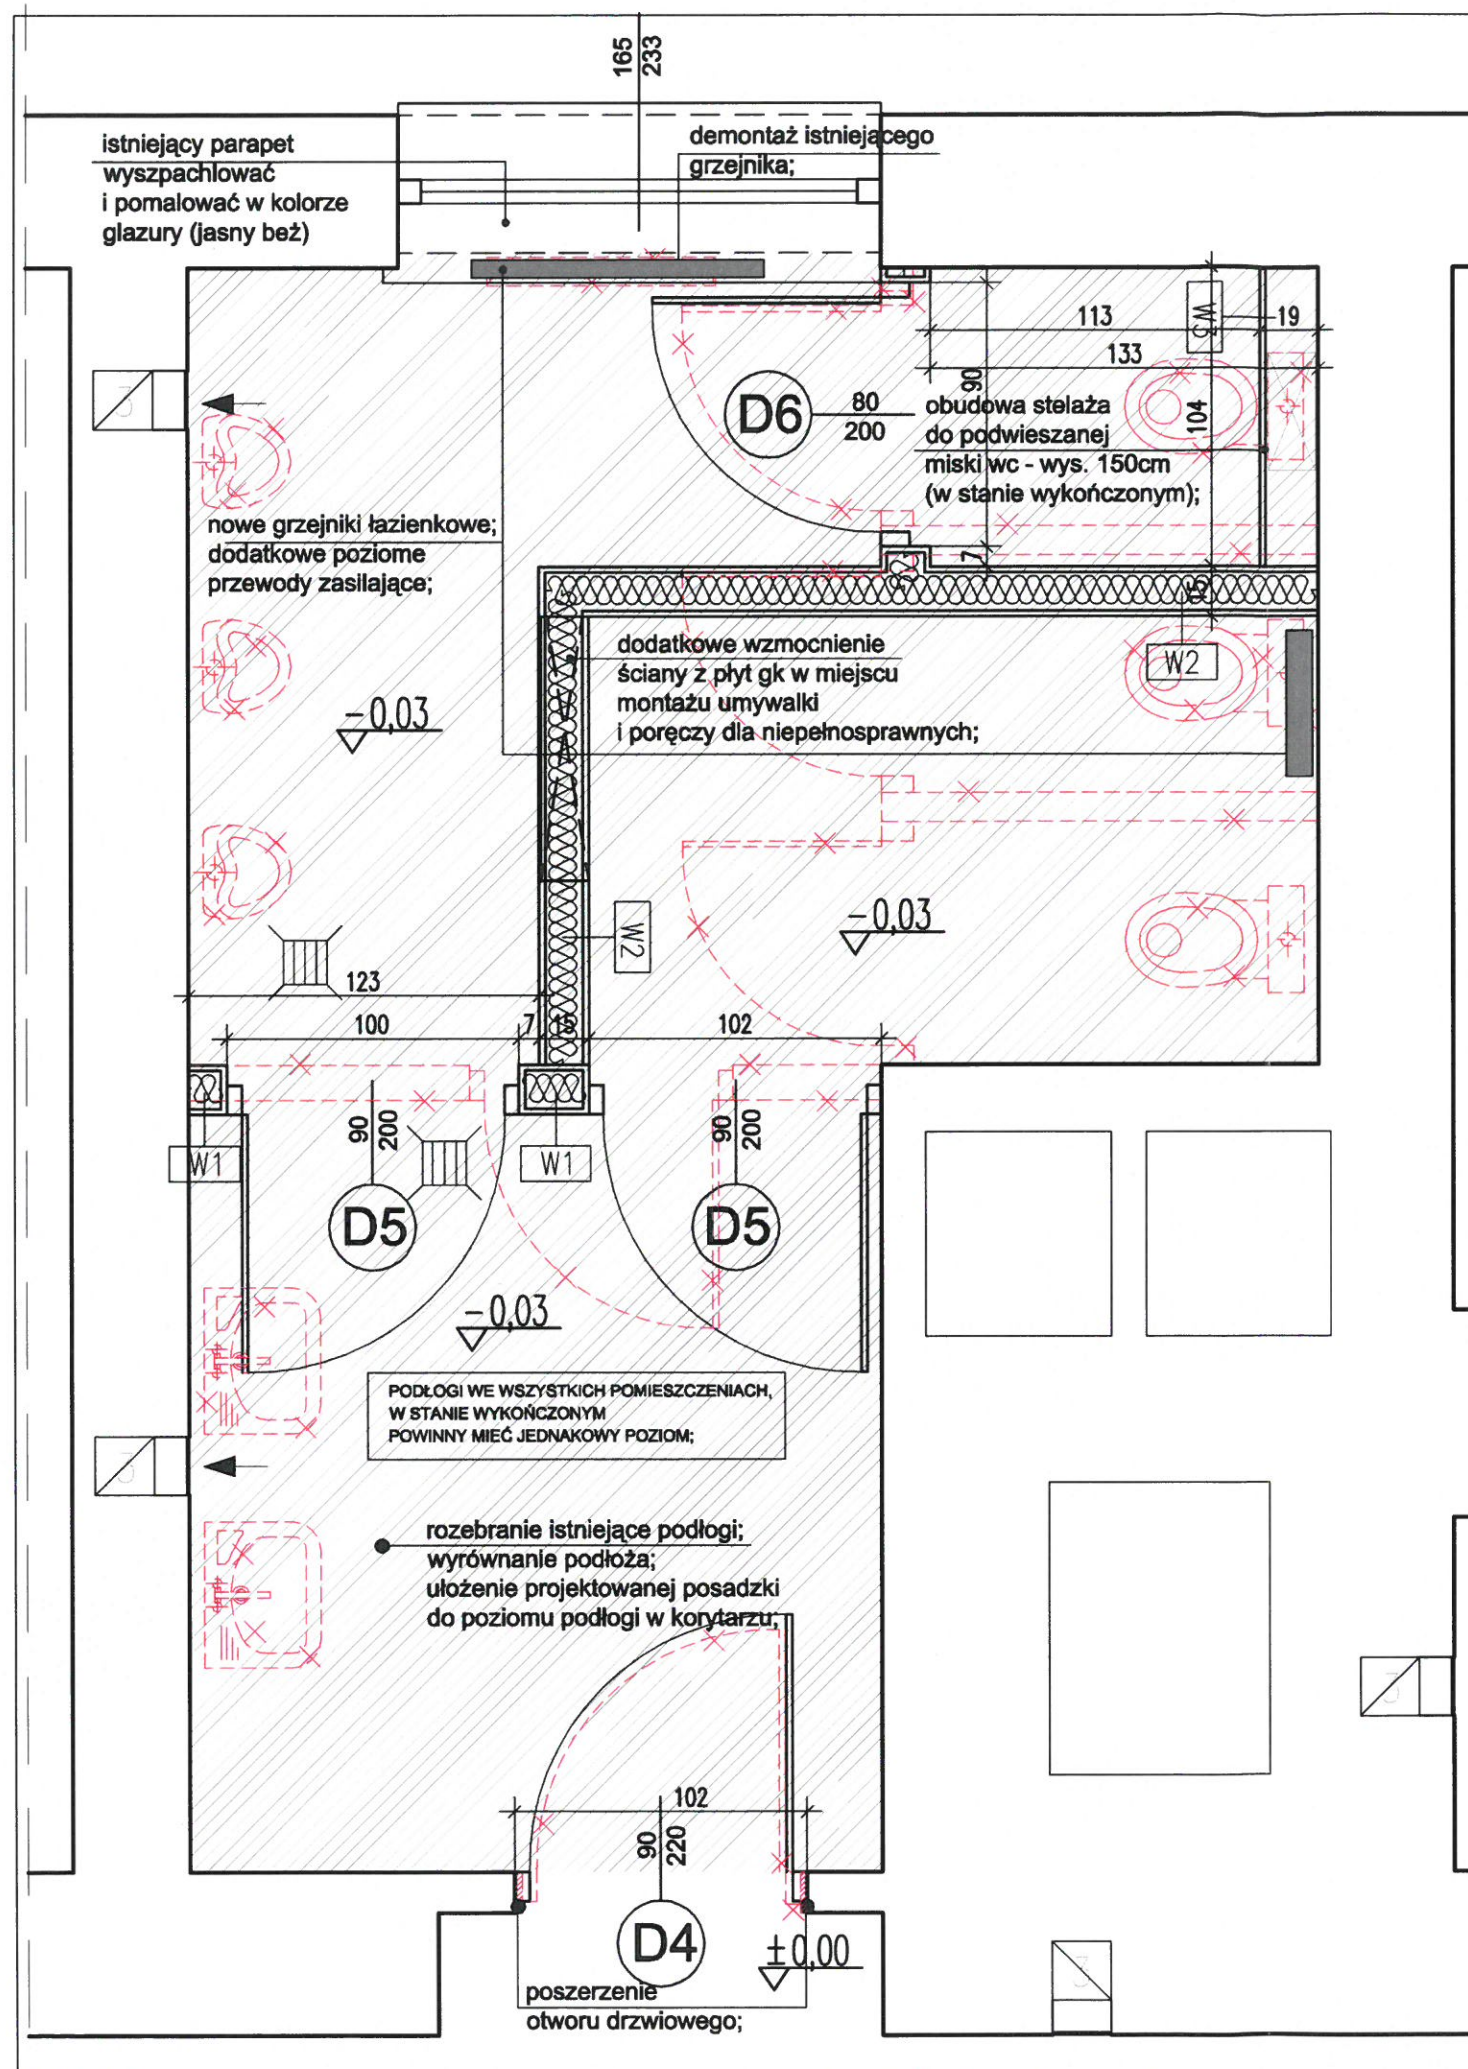 165
233
istniejący parapet
wyszpachlować
i pomalować w kolorze
glazury (jasny beż)
demontaż istniejącego
grzejnika;
W3
113
19
133
90
104
D6
80
200
obudowa stelaża
do podwieszanej
miski wc - wys. 150cm
(w stanie wykończonym);
nowe grzejniki łazienkowe;
dodatkowe poziome
przewody zasilające;
7
15
dodatkowe wzmocnienie
ściany z płyt gk w miejscu
montażu umywalki
i poręczy dla niepełnosprawnych;
W2
-0,03
-0,03
W2
123
100
7
15
102
90
200
90
200
W1
W1
D5
D5
-0,03
PODŁOGI WE WSZYSTKICH POMIESZCZENIACH,
W STANIE WYKOŃCZONYM
POWINNY MIEĆ JEDNAKOWY POZIOM;
rozebranie istniejące podłogi;
wyrównanie podłoża;
ułożenie projektowanej posadzki
do poziomu podłogi w korytarzu;
102
90
220
D4
±0,00
poszerzenie
otworu drzwiowego;